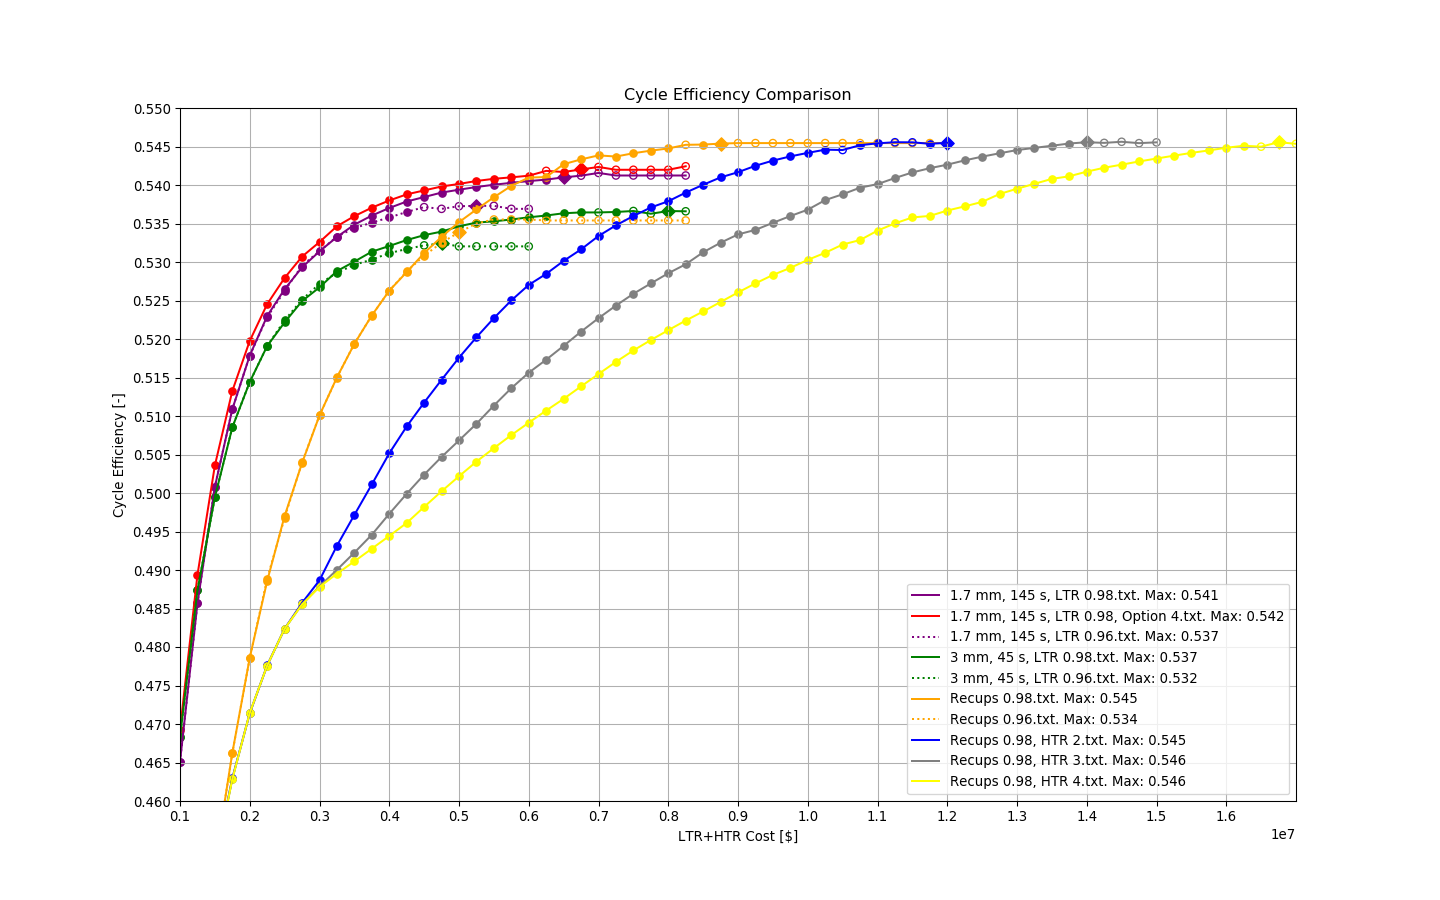 Cycle Efficiency Comparison
0.550
0.545
0.540
0.535
0.530
0.525
0.520
0.515
0.510
0.505
0.500
0.495
0.490
0.485
0.480
0.475
0.470
0.465
0.460
Cycle Efficiency [-]
1.7 mm, 145 s, LTR 0.98.txt. Max: 0.541
1.7 mm, 145 s, LTR 0.98, Option 4.txt. Max: 0.542
1.7 mm, 145 s, LTR 0.96.txt. Max: 0.537
3 mm, 45 s, LTR 0.98.txt. Max: 0.537
3 mm, 45 s, LTR 0.96.txt. Max: 0.532
Recups 0.98.txt. Max: 0.545
Recups 0.96.txt. Max: 0.534
Recups 0.98, HTR 2.txt. Max: 0.545
Recups 0.98, HTR 3.txt. Max: 0.546
Recups 0.98, HTR 4.txt. Max: 0.546
0.1 0.2 0.3 0.4 0.5 0.6 0.7 0.8 0.9 1.0 1.1 1.2 1.3 1.4 1.5 1.6
1e7
LTR+HTR Cost [$]